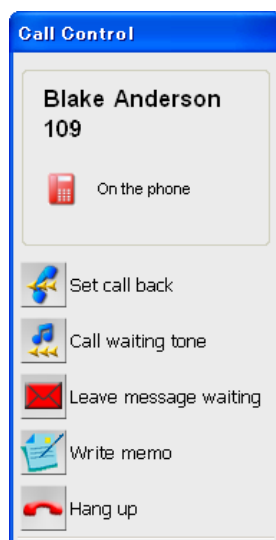 Call Control
Blake Anderson
109
On the phone
Set call back
Call waiting tone
Leave message waiting
Write memo
Hang up